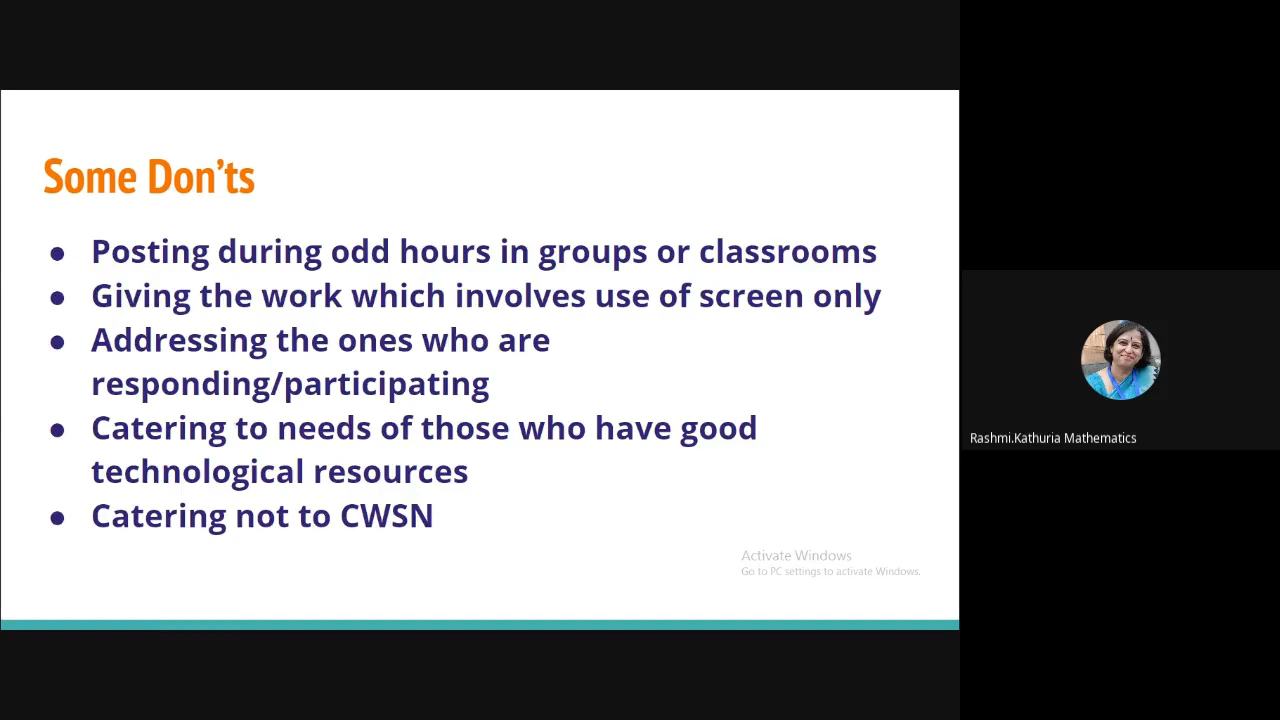 Some Don'ts
● Posting during odd hours in groups or classrooms
● Giving the work which involves use of screen only
● Addressing the ones who are
responding/participating
● Catering to needs of those who have good
technological resources
● Catering not to CWSN
Activate Windows
Go to PC settings to activate Windows.
Rashmi.Kathuria Mathematics